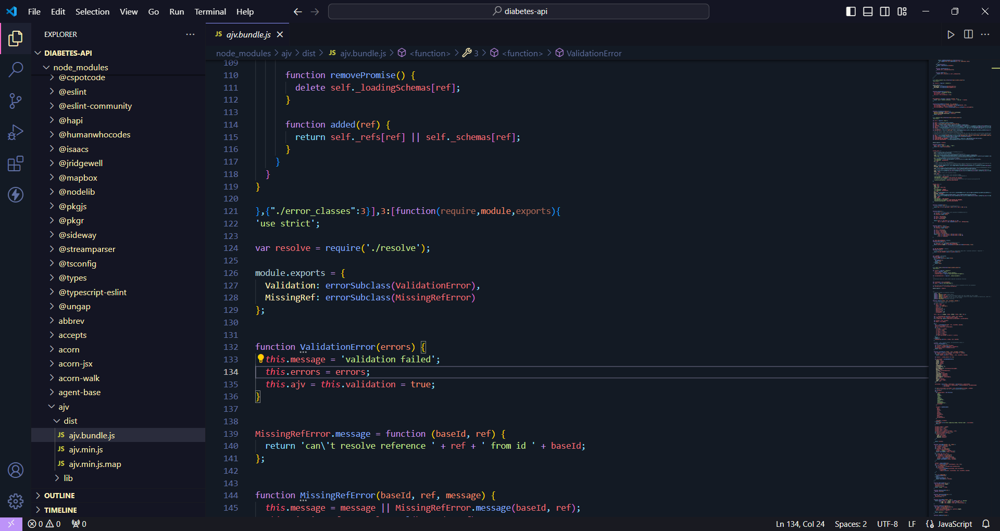 File Edit Selection View Go Run Terminal Help
diabetes-api
EXPLORER
DIABETES-API
node_modules
@cspotcode
@eslint
@eslint-community
@hapi
@humanwhocodes
@isaacs
@jridgewell
@mapbox
@nodelib
@pkgjs
@pkgr
@sideway
@streamparser
@tsconfig
@types
@typescript-eslint
@ungap
abbrev
accepts
acorn
acorn-jsx
acorn-walk
agent-base
ajv
dist
JS ajv.bundle.js
JS ajv.min.js
JS ajv.min.js.map
lib
OUTLINE
TIMELINE
JS ajv.bundle.js
node_modules > ajv > dist > JS ajv.bundle.js > <function> > 3 > <function> > ValidationError
109
110 function removePromise() {
111 delete self._loadingSchemas[ref];
112 }
113
114 function added(ref) {
115 return self._refs[ref] || self._schemas[ref];
116 }
117 }
118 }
119 }
120
121 },{"./error_classes":3}],3:[function(require,module,exports){
122 'use strict';
123
124 var resolve = require('./resolve');
125
126 module.exports = {
127 Validation: errorSubclass(ValidationError),
128 MissingRef: errorSubclass(MissingRefError)
129 };
130
131
132 function ValidationError(errors) {
133 this.message = 'validation failed';
134 this.errors = errors;
135 this.ajv = this.validation = true;
136 }
137
138
139 MissingRefError.message = function (baseId, ref) {
140 return 'can\'t resolve reference ' + ref + ' from id ' + baseId;
141 };
142
143
144 function MissingRefError(baseId, ref, message) {
145 this.message = message || MissingRefError.message(baseId, ref);
0 0 0
Ln 134, Col 24 Spaces: 2 UTF-8 LF JavaScript